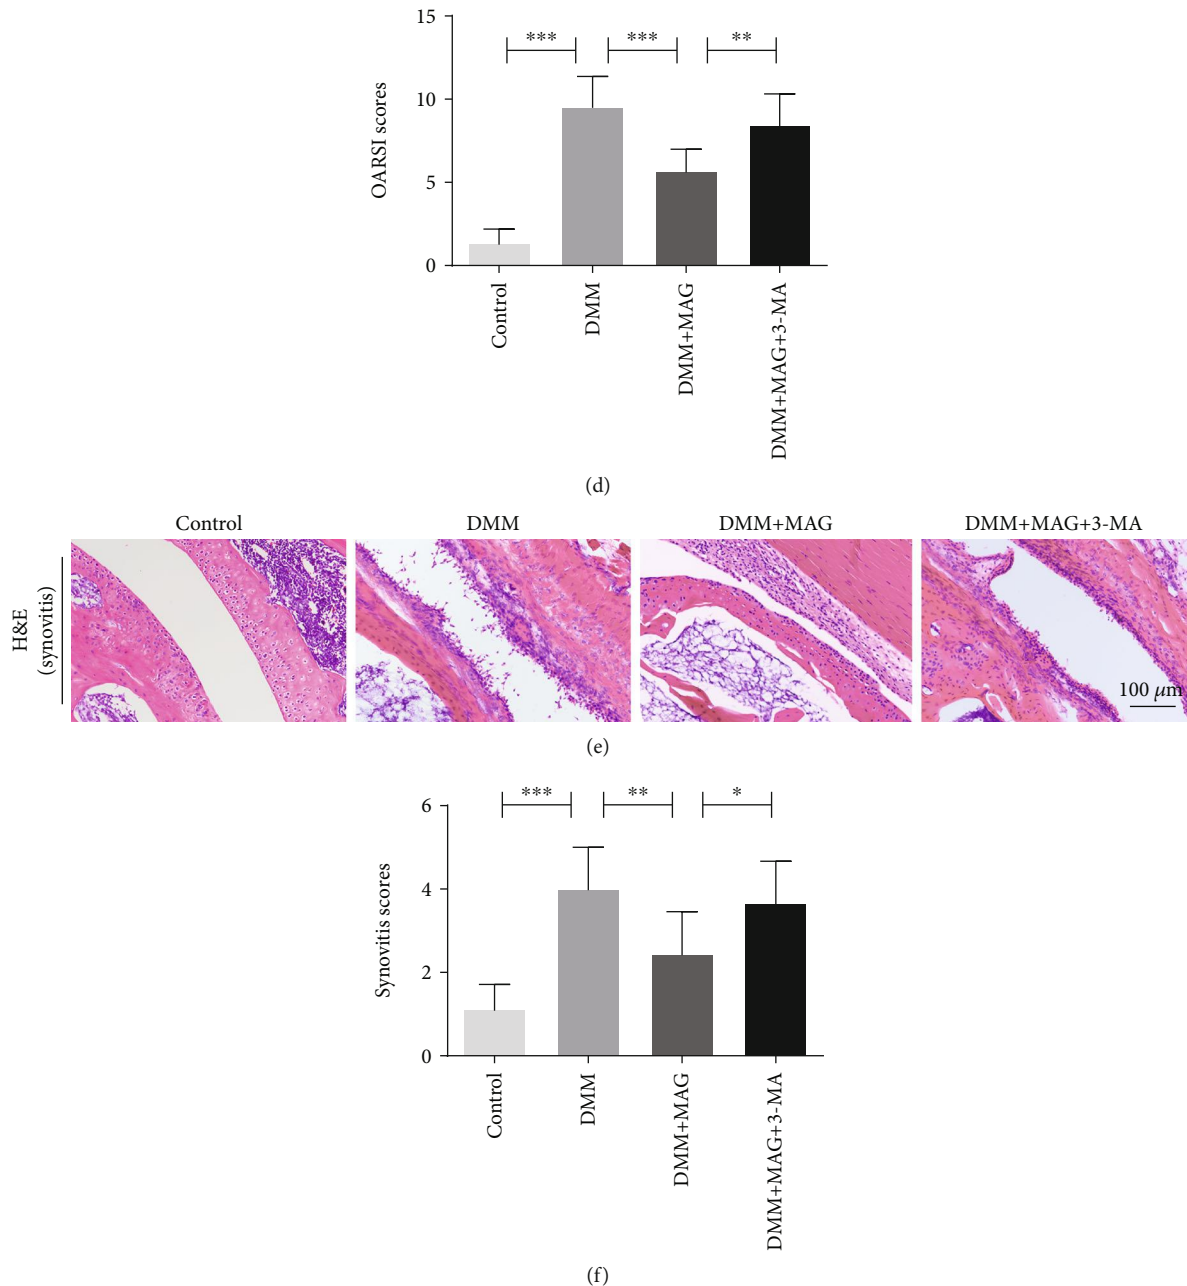 15
10
5
0
OARSI scores
***
***
**
Control
DMM
DMM+MAG
DMM+MAG+3-MA
(d)
Control
DMM
DMM+MAG
DMM+MAG+3-MA
H&E
(synovitis)
100 μm
(e)
6
4
2
0
Synovitis scores
***
**
*
Control
DMM
DMM+MAG
DMM+MAG+3-MA
(f)